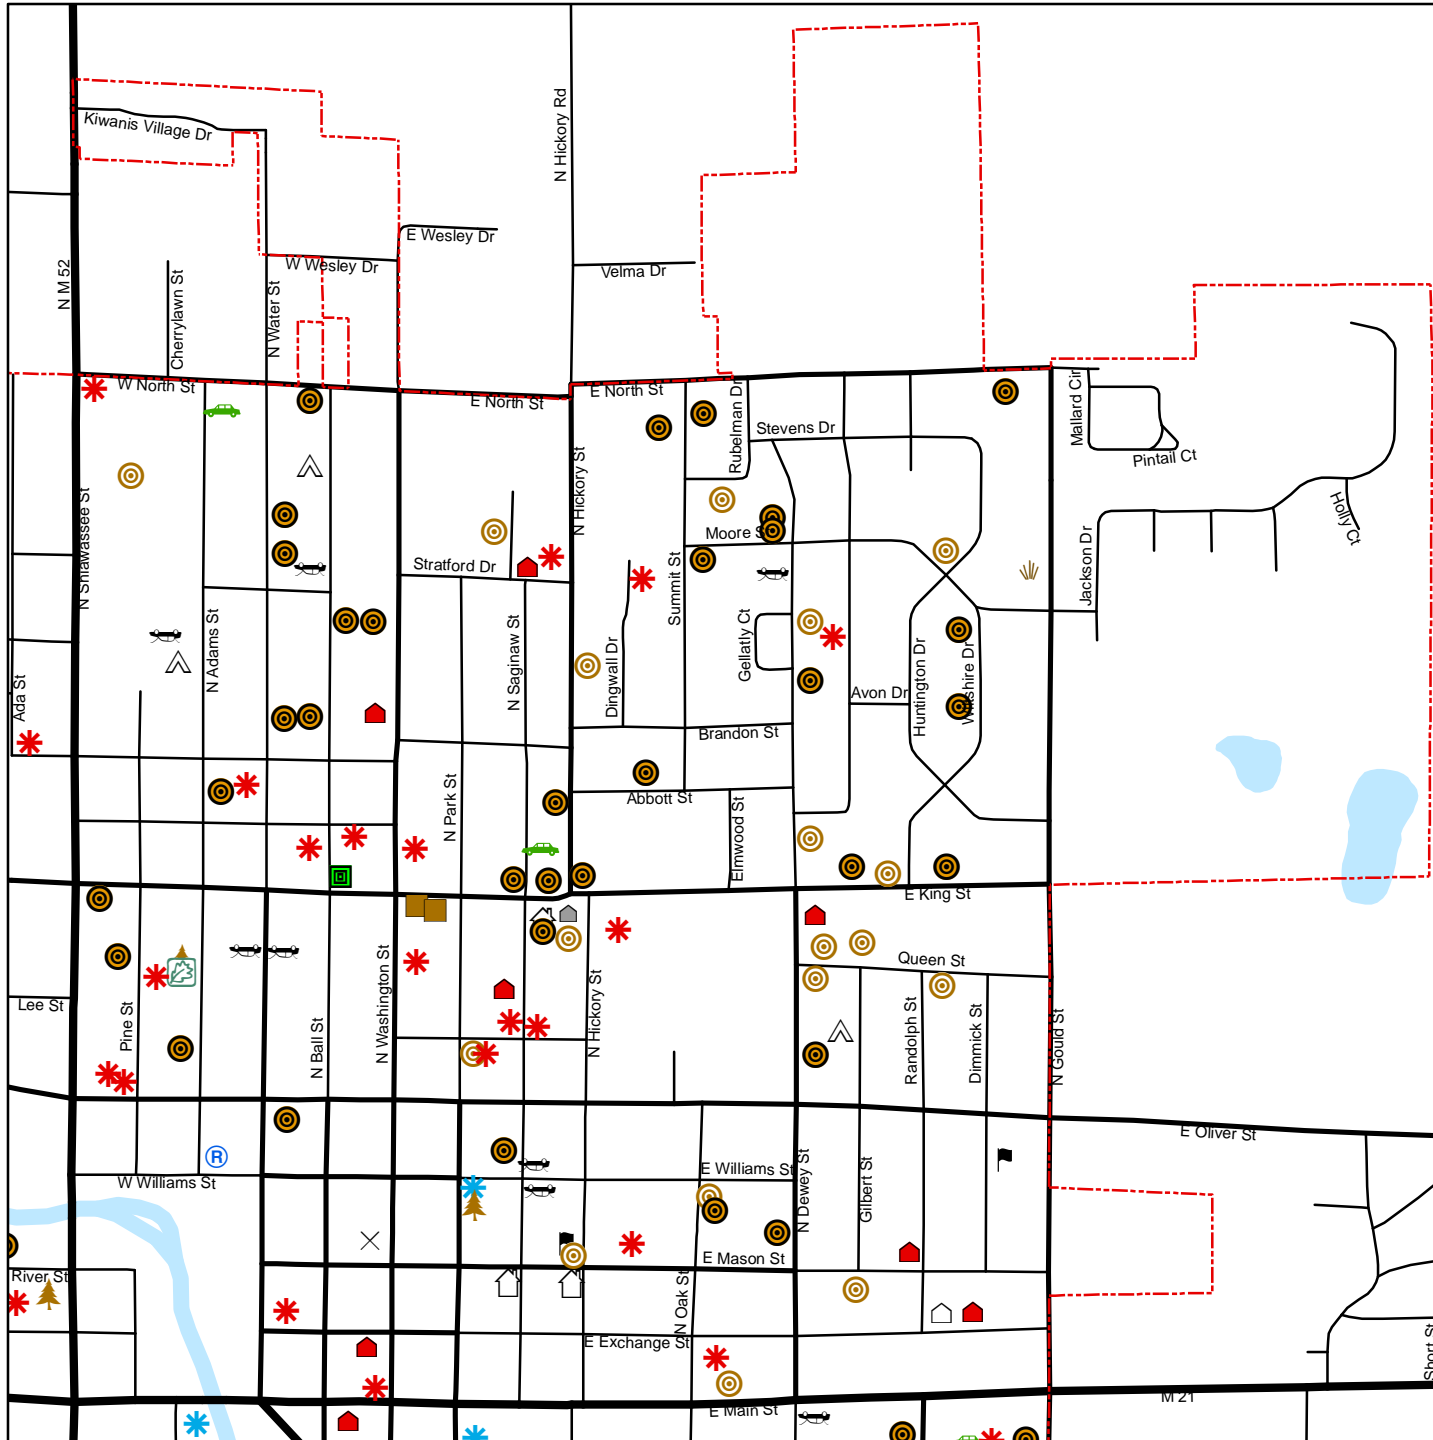 Kiwanis Village Dr
N Hickory Rd
E Wesley Dr
W Wesley Dr
Velma Dr
N M 52
Cherrylawn St
N Water St
W North St
E North St
E North St
Rubelman Dr
Mallard Cir
Stevens Dr
Pintail Ct
N Hickory St
Holly Ct
N Shiawassee St
Moore S
Stratford Dr
Summit St
Jackson Dr
N Adams St
N Saginaw St
Dingwall Dr
Gellatly Ct
Huntington Dr
Wiltshire Dr
Ada St
Avon Dr
Brandon St
N Park St
Abbott St
Elmwood St
E King St
Queen St
Lee St
Pine St
N Ball St
N Washington St
N Hickory St
Randolph St
Dimmick St
N Gould St
E Oliver St
R
W Williams St
E Williams St
N Dewey St
Gilbert St
E Mason St
River St
N Oak St
E Exchange St
Short St
M 21
E Main St